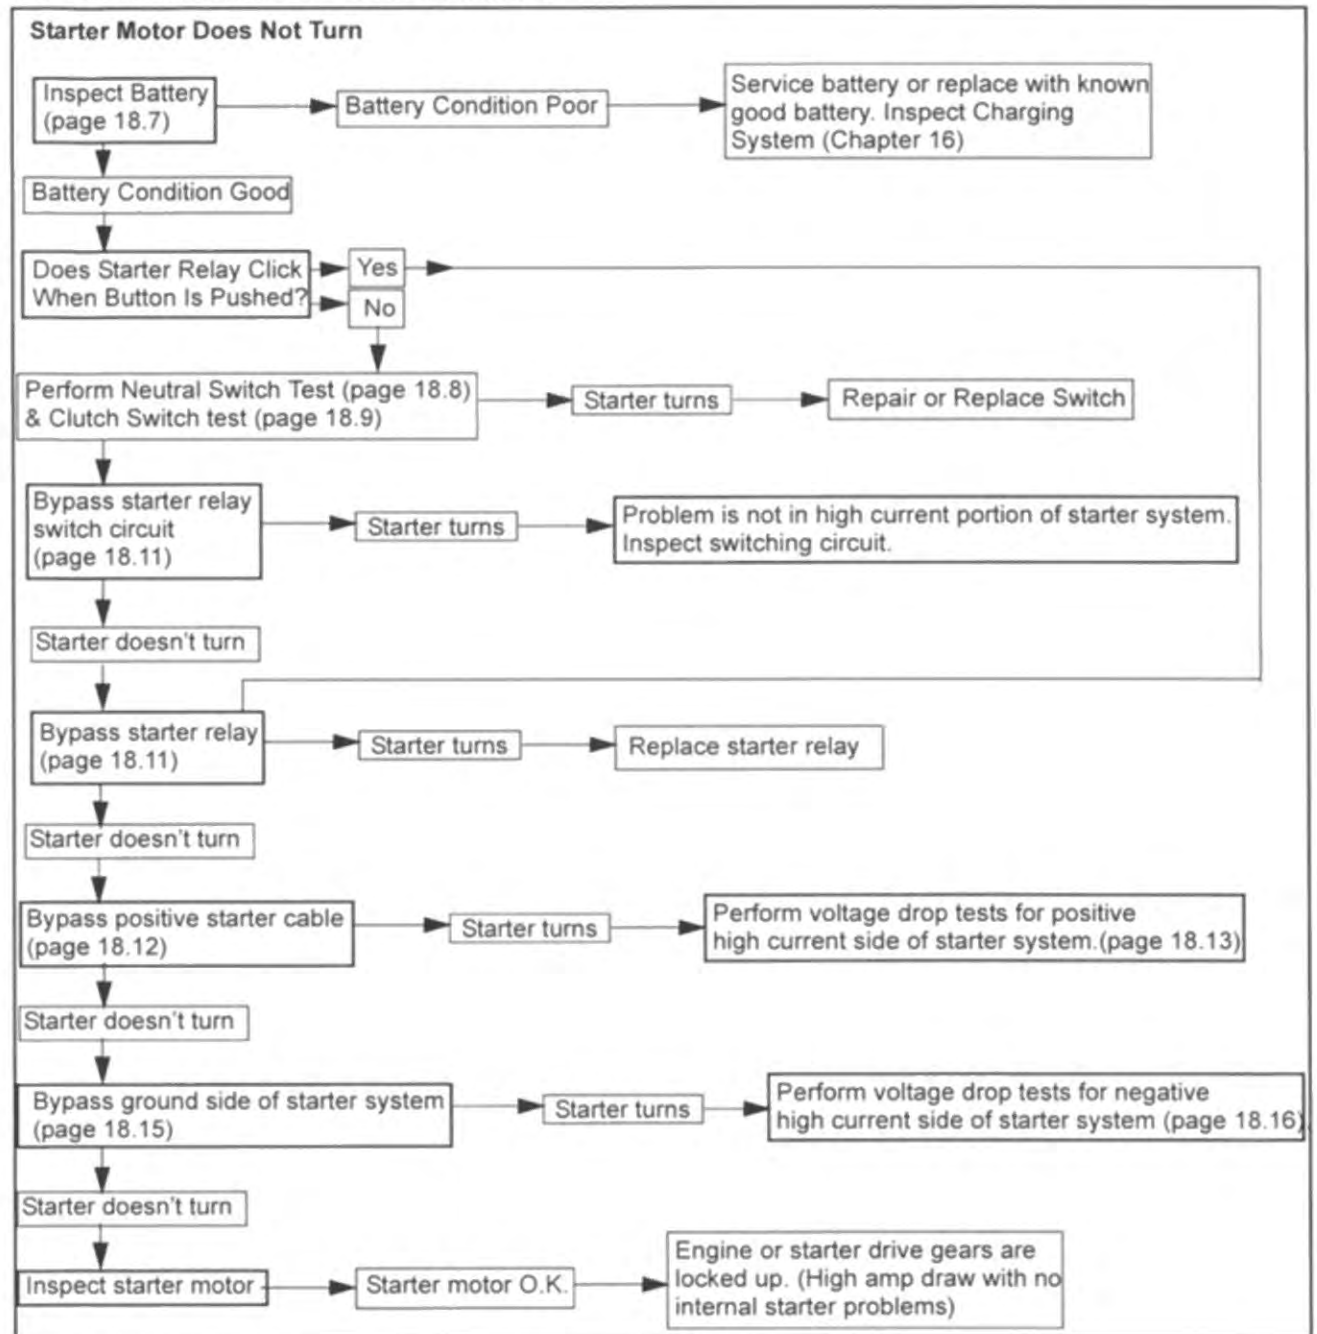 Starter Motor Does Not Turn
Inspect Battery
(page 18.7)
Battery Condition Poor
Service battery or replace with known
good battery. Inspect Charging
System (Chapter 16)
Battery Condition Good
Does Starter Relay Click
When Button Is Pushed?
Yes
No
Perform Neutral Switch Test (page 18.8)
& Clutch Switch test (page 18.9)
Starter turns
Repair or Replace Switch
Bypass starter relay
switch circuit
(page 18.11)
Starter turns
Problem is not in high current portion of starter system.
Inspect switching circuit.
Starter doesn't turn
Bypass starter relay
(page 18.11)
Starter turns
Replace starter relay
Starter doesn't turn
Bypass positive starter cable
(page 18.12)
Starter turns
Perform voltage drop tests for positive
high current side of starter system.(page 18.13)
Starter doesn't turn
Bypass ground side of starter system
(page 18.15)
Starter turns
Perform voltage drop tests for negative
high current side of starter system (page 18.16).
Starter doesn't turn
Inspect starter motor
Starter motor O.K.
Engine or starter drive gears are
locked up. (High amp draw with no
internal starter problems)